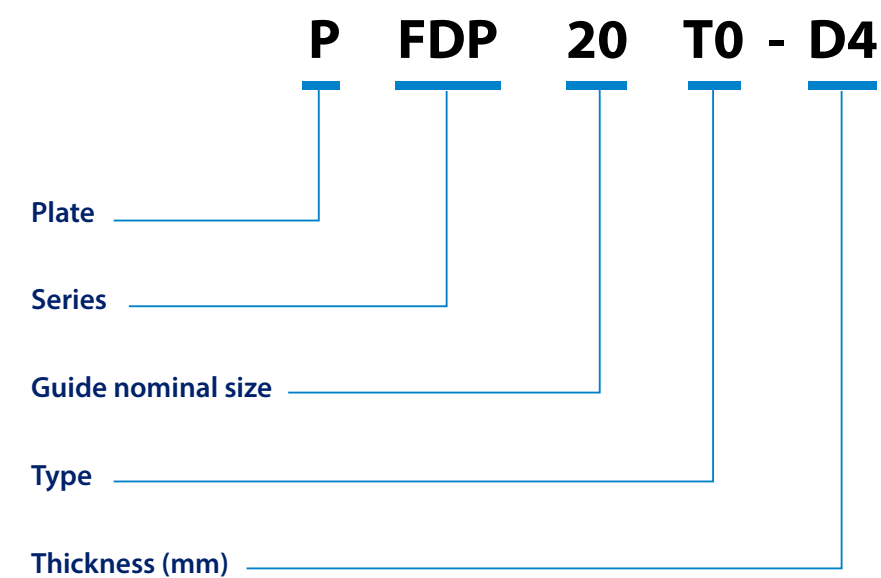 P FDP 20 T0 - D4
Plate
Series
Guide nominal size
Type
Thickness (mm)